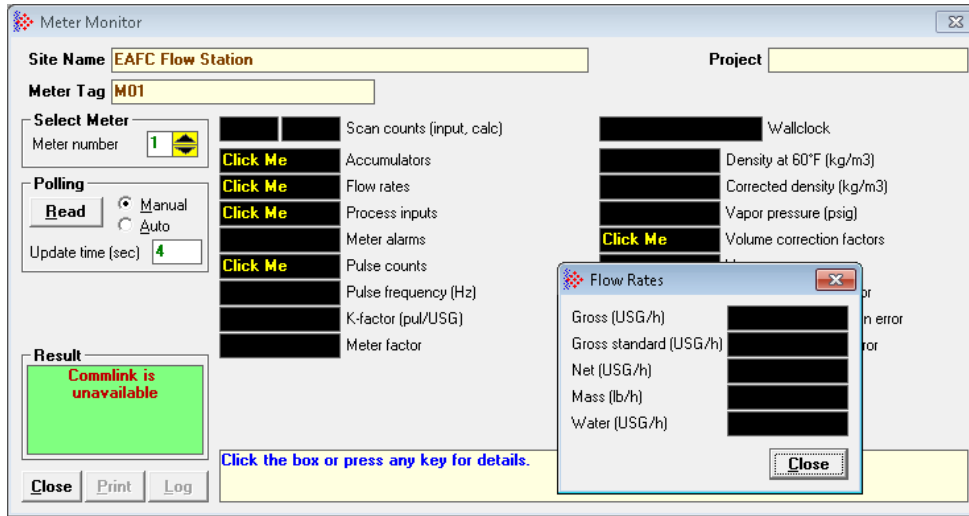 Meter Monitor
Site Name EAFC Flow Station Project
Meter Tag M01
Select Meter
Meter number 1
Polling
Read Manual
Auto
Update time (sec) 4
Result
Commlink is
unavailable
Close Print Log
Scan counts (input, calc)
Click Me Accumulators
Click Me Flow rates
Click Me Process inputs
Meter alarms
Click Me Pulse counts
Pulse frequency (Hz)
K-factor (pul/USG)
Meter factor
Wallclock
Density at 60°F (kg/m3)
Corrected density (kg/m3)
Vapor pressure (psig)
Click Me Volume correction factors
or
n error
ror
Click the box or press any key for details.
Flow Rates
Gross (USG/h)
Gross standard (USG/h)
Net (USG/h)
Mass (lb/h)
Water (USG/h)
Close